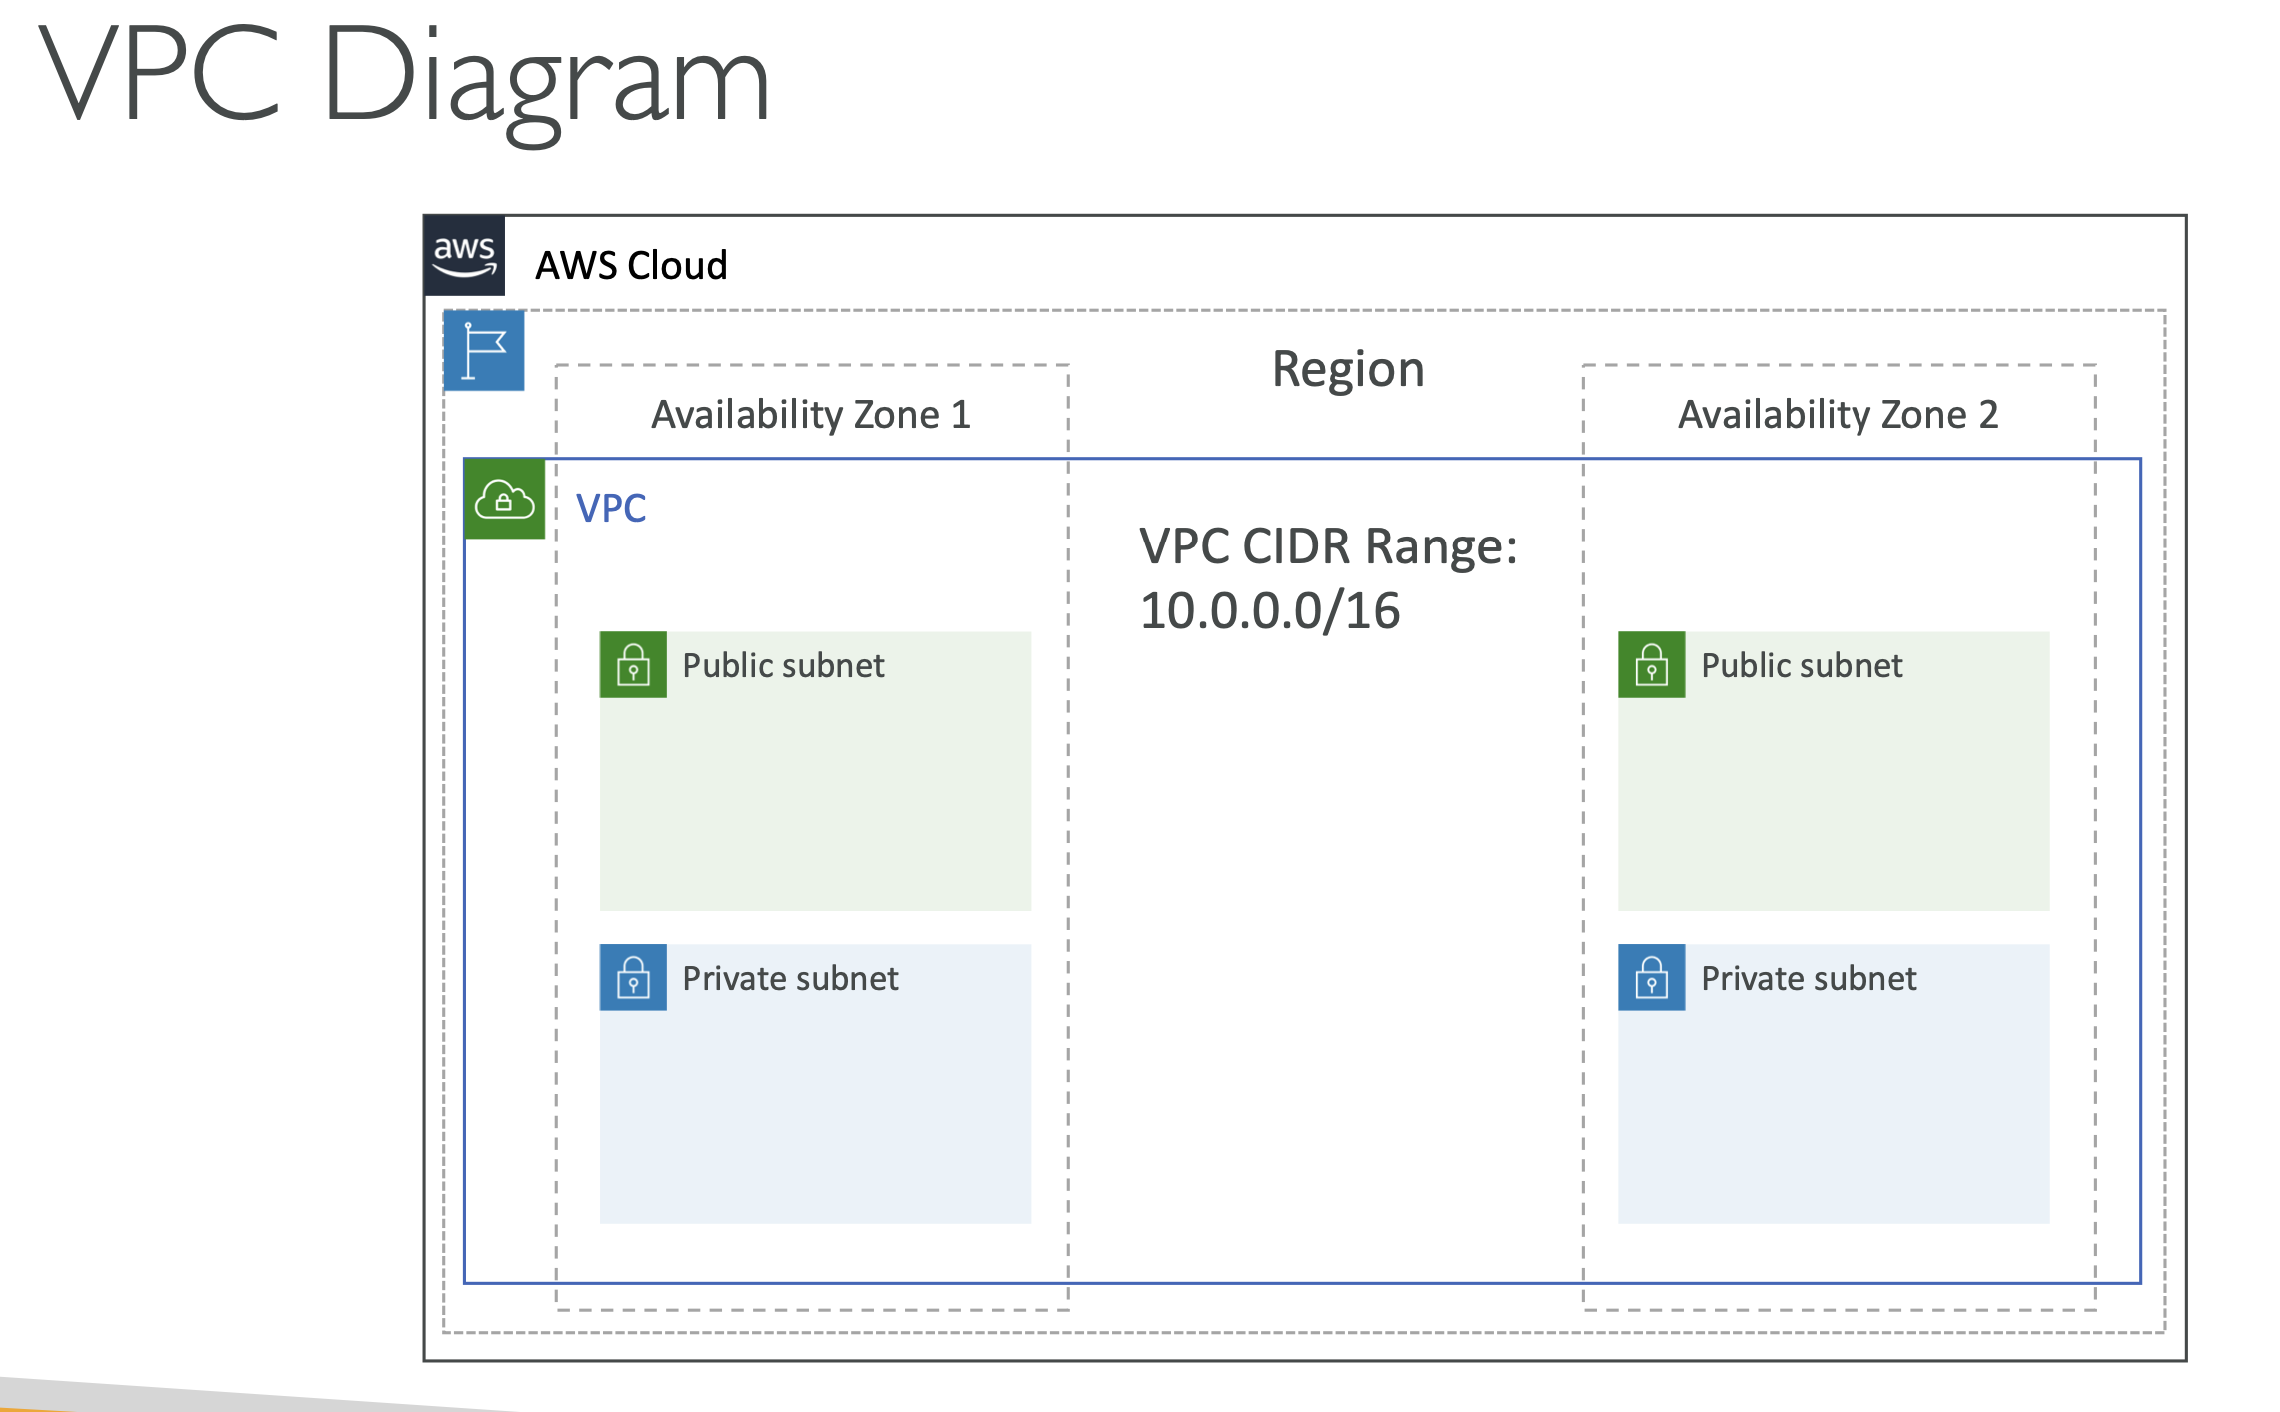 VPC Diagram
aws
AWS Cloud
Region
Availability Zone 1
Availability Zone 2
VPC
VPC CIDR Range:
10.0.0.0/16
Public subnet
Public subnet
Private subnet
Private subnet